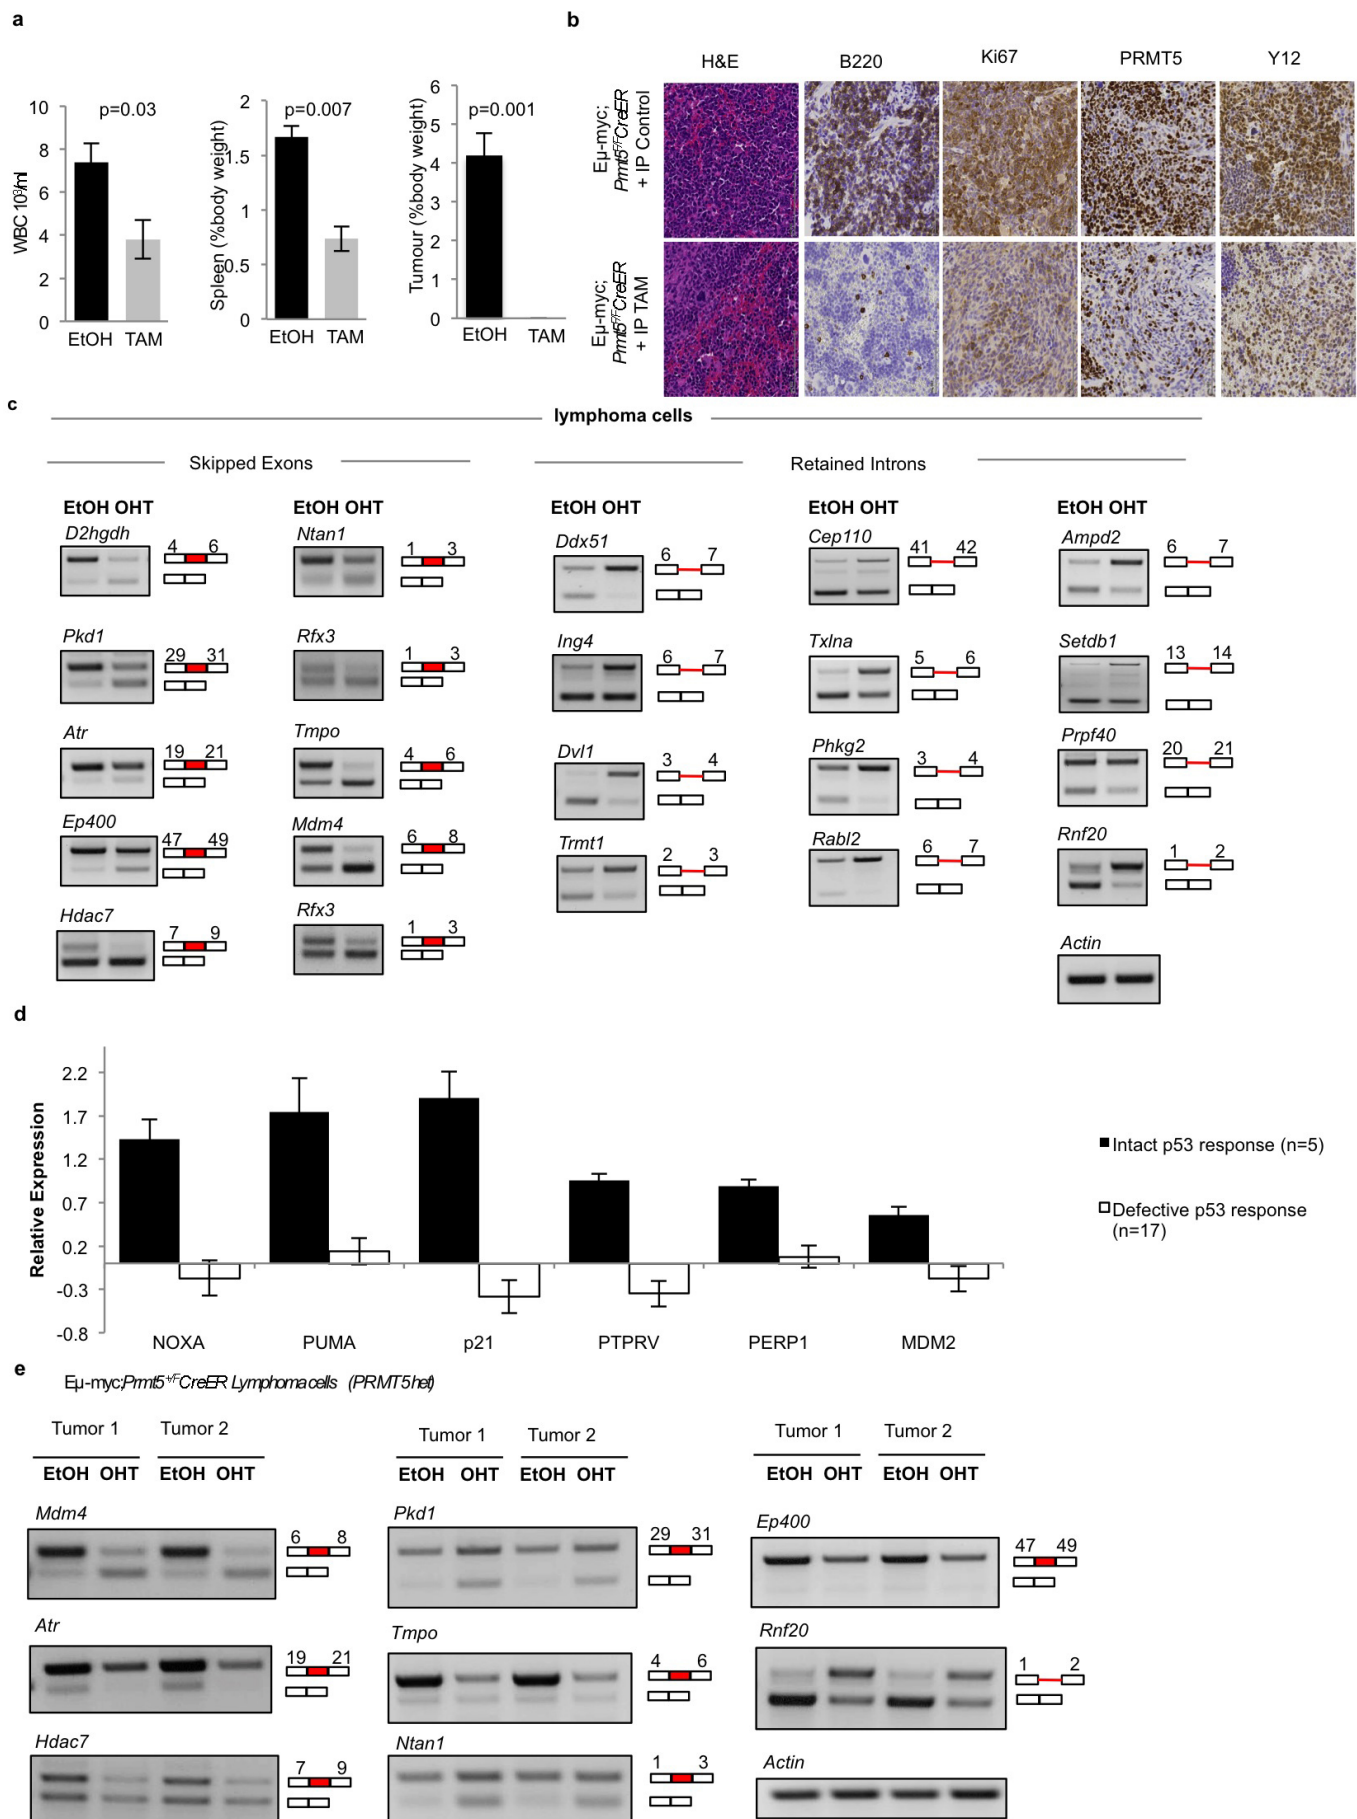 a
p=0.03
10
8
6
4
2
0
WBC 10³/ml
EtOH TAM
p=0.007
2
1.5
1
0.5
0
Spleen (%body weight)
EtOH TAM
p=0.001
6
5
4
3
2
1
0
Tumour (%body weight)
EtOH TAM
b
H&E B220 Ki67 PRMT5 Y12
Eμ-myc;
Prmt5F/FCreER
+ IP Control
Eμ-myc;
Prmt5F/FCreER
+ IP TAM
c
lymphoma cells
Skipped Exons
Retained Introns
EtOH OHT
D2hgdh
4 6
Pkd1
29 31
Atr
19 21
Ep400
47 49
Hdac7
7 9
EtOH OHT
Ntan1
1 3
Rfx3
1 3
Tmpo
4 6
Mdm4
6 8
Rfx3
1 3
EtOH OHT
Ddx51
6 7
Ing4
6 7
Dvl1
3 4
Trmt1
2 3
EtOH OHT
Cep110
41 42
Txlna
5 6
Phkg2
3 4
Rabl2
6 7
EtOH OHT
Ampd2
6 7
Setdb1
13 14
Prpf40
20 21
Rnf20
1 2
Actin
d
Relative Expression
2.2
1.7
1.2
0.7
0.2
-0.3
-0.8
NOXA PUMA p21 PTPRV PERP1 MDM2
Intact p53 response (n=5)
Defective p53 response
(n=17)
e
Eμ-myc;Prmt5+/FCreER Lymphoma cells (PRMT5 het)
Tumor 1 Tumor 2
EtOH OHT EtOH OHT
Mdm4
6 8
Atr
19 21
Hdac7
7 9
Tumor 1 Tumor 2
EtOH OHT EtOH OHT
Pkd1
29 31
Tmpo
4 6
Ntan1
1 3
Tumor 1 Tumor 2
EtOH OHT EtOH OHT
Ep400
47 49
Rnf20
1 2
Actin